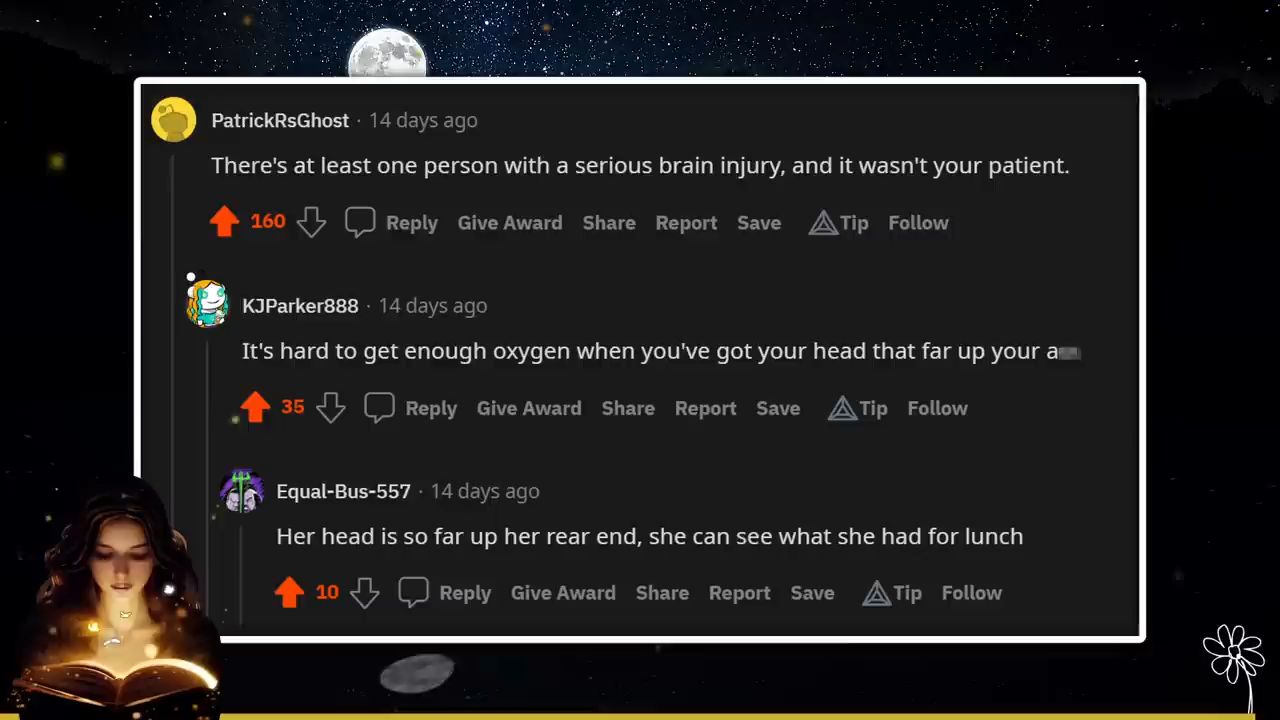 PatrickRsGhost · 14 days ago
There's at least one person with a serious brain injury, and it wasn't your patient.
160 Reply Give Award Share Report Save Tip Follow
KJParker888 · 14 days ago
It's hard to get enough oxygen when you've got your head that far up your a
35 Reply Give Award Share Report Save Tip Follow
Equal-Bus-557 · 14 days ago
Her head is so far up her rear end, she can see what she had for lunch
10 Reply Give Award Share Report Save Tip Follow